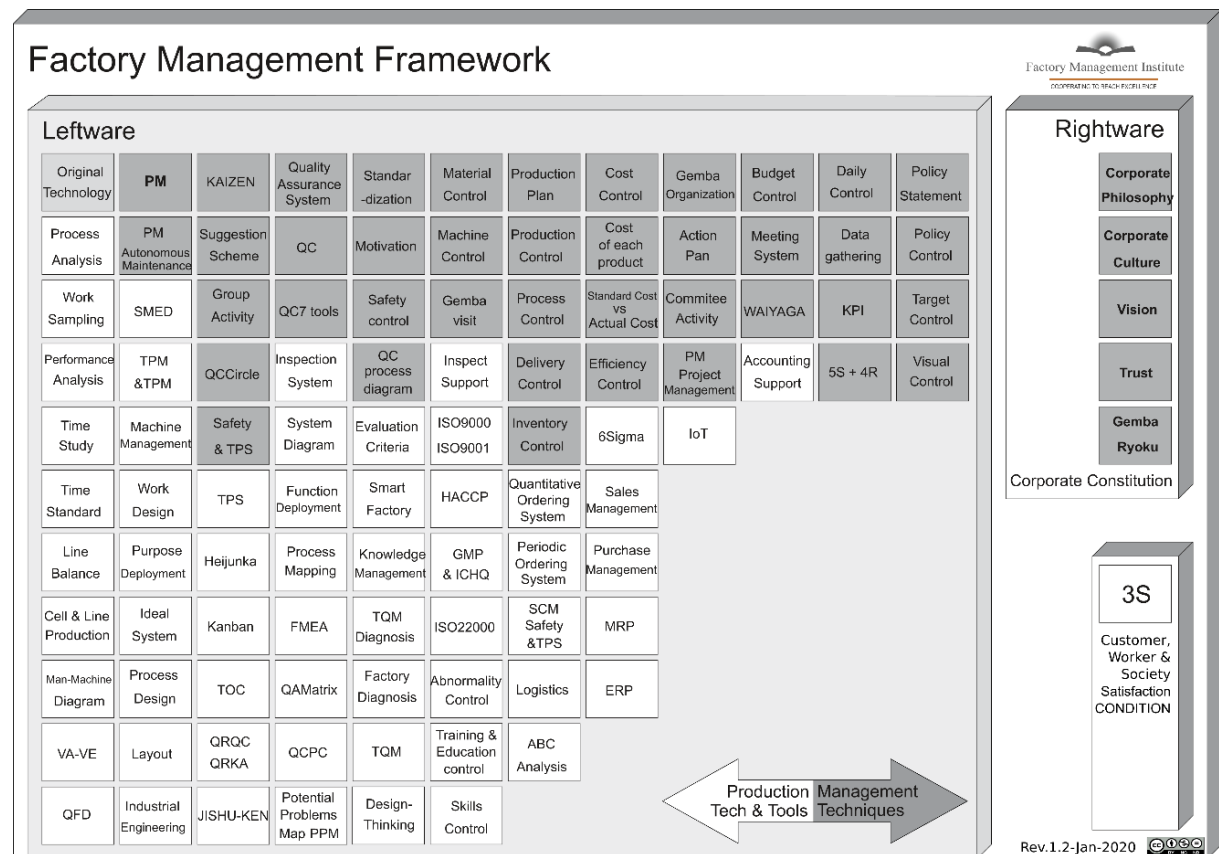 Factory Management Framework
Factory Management Institute
COOPERATING TO REACH EXCELLENCE
Leftware
Original
Technology
PM
KAIZEN
Quality
Assurance
System
Standar
-dization
Material
Control
Production
Plan
Cost
Control
Gemba
Organization
Budget
Control
Daily
Control
Policy
Statement
Process
Analysis
PM
Autonomous
Maintenance
Suggestion
Scheme
QC
Motivation
Machine
Control
Production
Control
Cost
of each
product
Action
Pan
Meeting
System
Data
gathering
Policy
Control
Work
Sampling
SMED
Group
Activity
QC7 tools
Safety
control
Gemba
visit
Process
Control
Standard Cost
vs
Actual Cost
Commitee
Activity
WAIYAGA
KPI
Target
Control
Performance
Analysis
TPM
&TPM
QCCircle
Inspection
System
QC
process
diagram
Inspect
Support
Delivery
Control
Efficiency
Control
PM
Project
Management
Accounting
Support
5S + 4R
Visual
Control
Time
Study
Machine
Management
Safety
& TPS
System
Diagram
Evaluation
Criteria
ISO9000
ISO9001
Inventory
Control
6Sigma
IoT
Time
Standard
Work
Design
TPS
Function
Deployment
Smart
Factory
HACCP
Quantitative
Ordering
System
Sales
Management
Line
Balance
Purpose
Deployment
Heijunka
Process
Mapping
Knowledge
Management
GMP
& ICHQ
Periodic
Ordering
System
Purchase
Management
Cell & Line
Production
Ideal
System
Kanban
FMEA
TQM
Diagnosis
ISO22000
SCM
Safety
&TPS
MRP
Man-Machine
Diagram
Process
Design
TOC
QAMatrix
Factory
Diagnosis
Abnormality
Control
Logistics
ERP
VA-VE
Layout
QRQC
QRKA
QCPC
TQM
Training &
Education
control
ABC
Analysis
QFD
Industrial
Engineering
JISHU-KEN
Potential
Problems
Map PPM
Design-
Thinking
Skills
Control
Production Management
Tech & Tools Techniques
Rightware
Corporate
Philosophy
Corporate
Culture
Vision
Trust
Gemba
Ryoku
Corporate Constitution
3S
Customer,
Worker &
Society
Satisfaction
CONDITION
Rev.1.2-Jan-2020